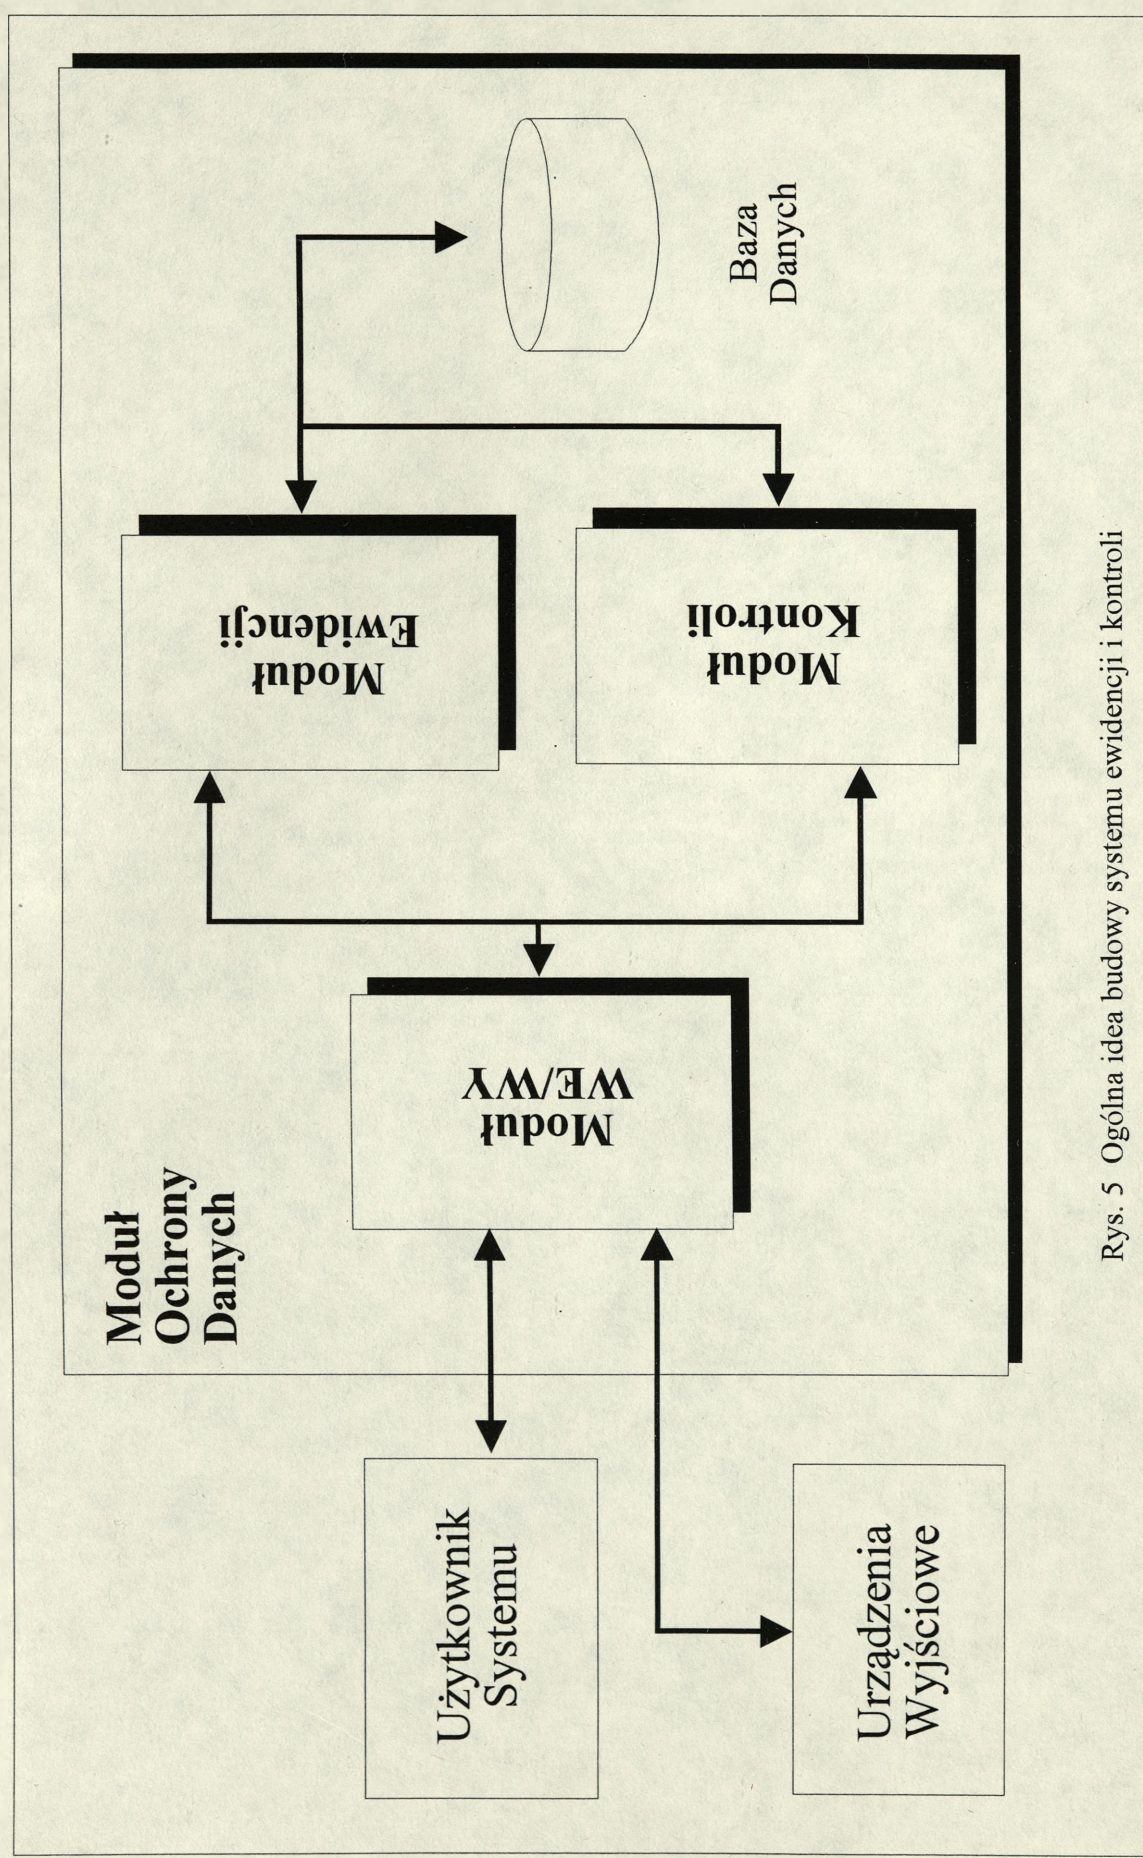 Moduł
Ochrony
Danych
Użytkownik
Systemu
Urządzenia
Wyjściowe
Moduł
WE/WY
Moduł
Ewidencji
Moduł
Kontroli
Baza
Danych
Rys. 5 Ogólna idea budowy systemu ewidencji i kontroli